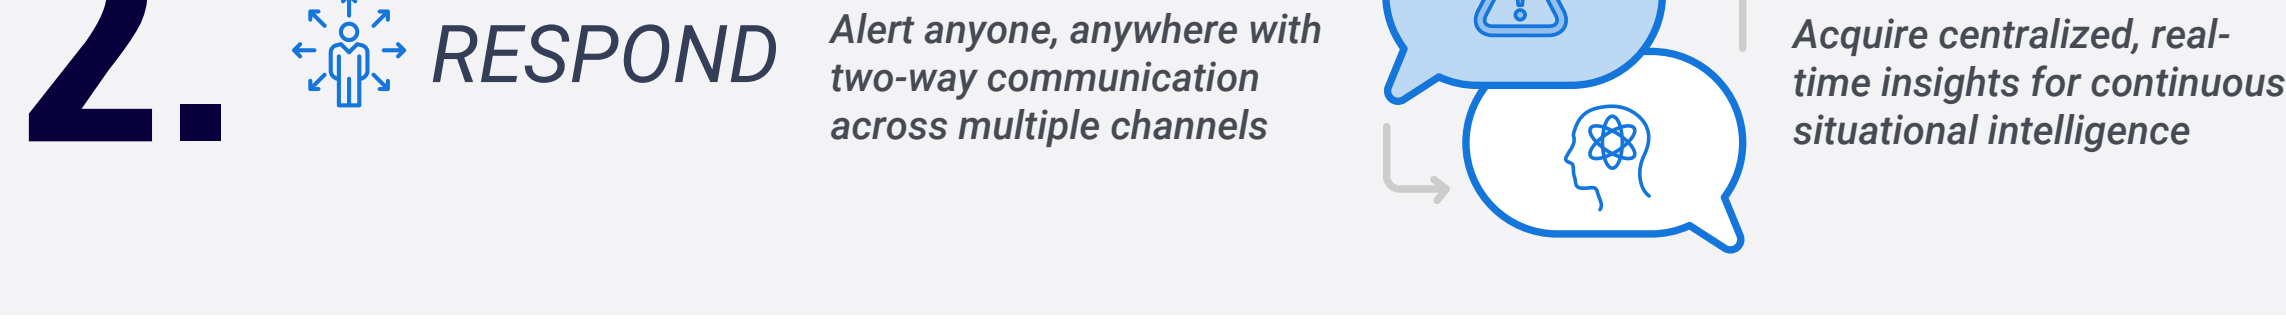 2.
RESPOND
Alert anyone, anywhere with
two-way communication
across multiple channels
Acquire centralized, real-
time insights for continuous
situational intelligence